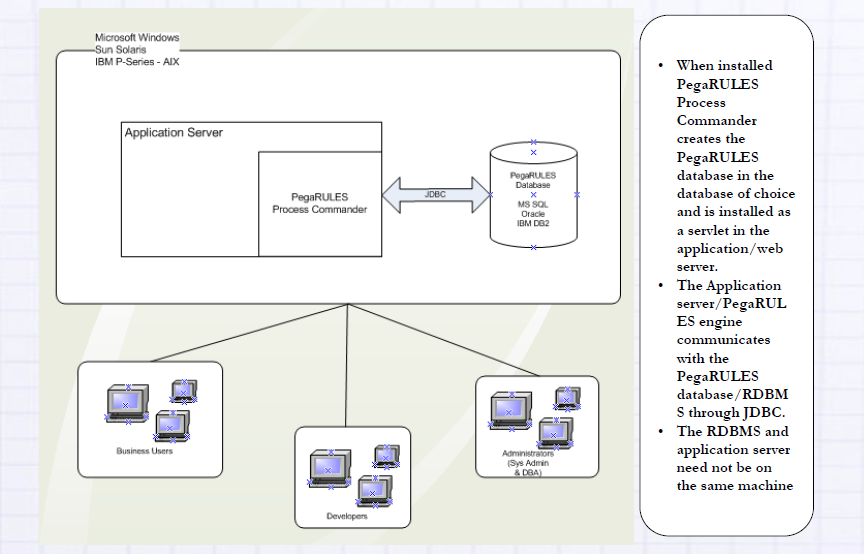 Microsoft Windows
Sun Solaris
IBM P-Series - AIX
Application Server
PegaRULES
Process Commander
JDBC
PegaRULES
Database
MS SQL
Oracle
IBM DB2
Business Users
Developers
Administrators
(Sys Admin
& DBA)
• When installed
PegaRULES
Process
Commander
creates the
PegaRULES
database in the
database of choice
and is installed as
a servlet in the
application/web
server.
• The Application
server/PegaRUL
ES engine
communicates
with the
PegaRULES
database/RDBM
S through JDBC.
• The RDBMS and
application server
need not be on
the same machine